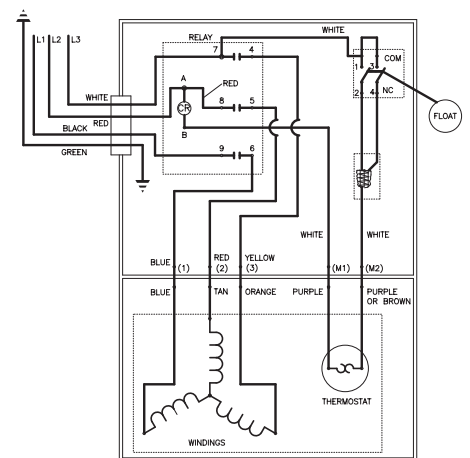 WHITE
L1 L2 L3
RELAY
7 4
COM
1 3
A
RED
WHITE
CR
2 4 NC
8 5
FLOAT
RED
BLACK
B
9 6
GREEN
WHITE WHITE
BLUE RED YELLOW
(1) (2) (3) (M1) (M2)
BLUE TAN ORANGE PURPLE PURPLE
OR BROWN
THERMOSTAT
WINDINGS